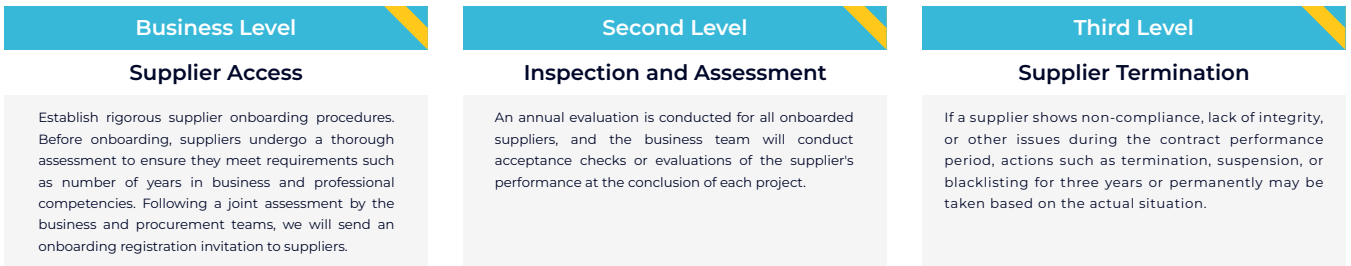 Business Level
Supplier Access
Establish rigorous supplier onboarding procedures.
Before onboarding, suppliers undergo a thorough
assessment to ensure they meet requirements such
as number of years in business and professional
competencies. Following a joint assessment by the
business and procurement teams, we will send an
onboarding registration invitation to suppliers.
Second Level
Inspection and Assessment
An annual evaluation is conducted for all onboarded
suppliers, and the business team will conduct
acceptance checks or evaluations of the supplier's
performance at the conclusion of each project.
Third Level
Supplier Termination
If a supplier shows non-compliance, lack of integrity,
or other issues during the contract performance
period, actions such as termination, suspension, or
blacklisting for three years or permanently may be
taken based on the actual situation.